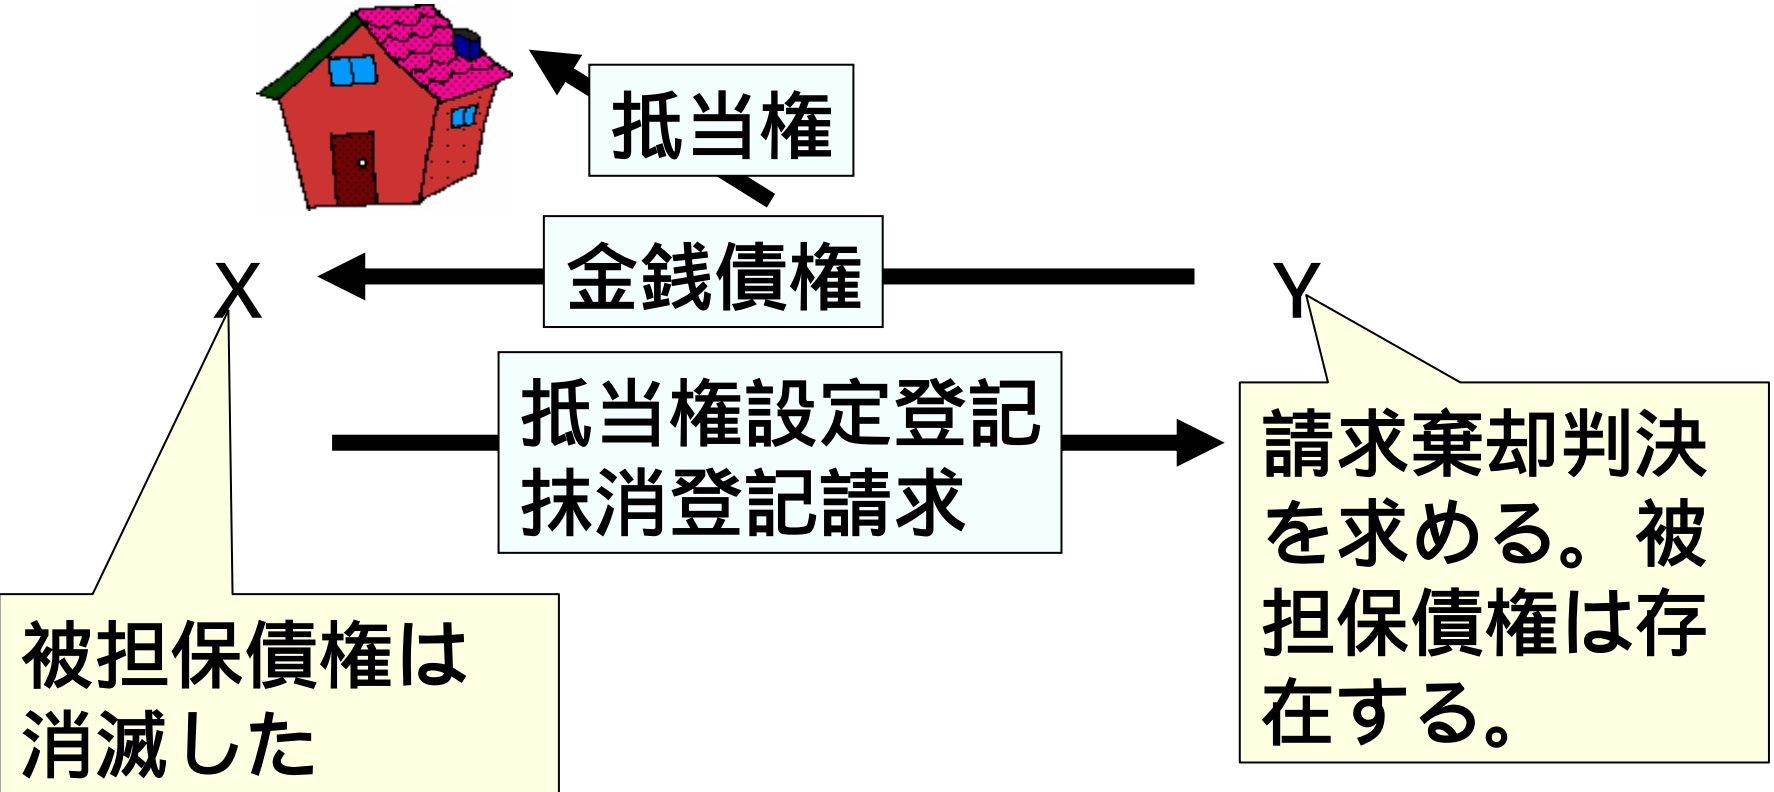 抵当権
金銭債権
X
Y
抵当権設定登記
抹消登記請求
請求棄却判決
を求める。被
担保債権は存
在する。
被担保債権は
消滅した